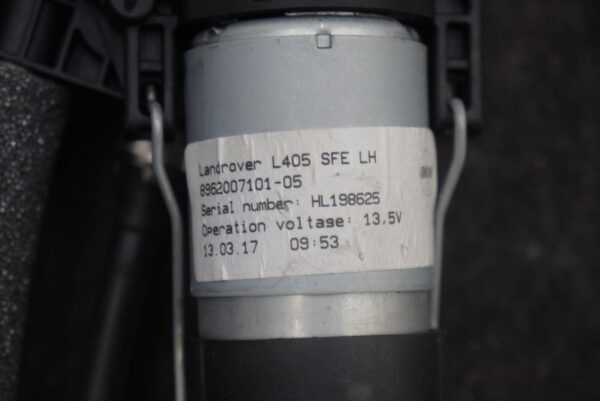 Landrover L405 SFE LH
8962007101-05
Serial number: HL198625
Operation voltage: 13,5V
13.03.17 09:53